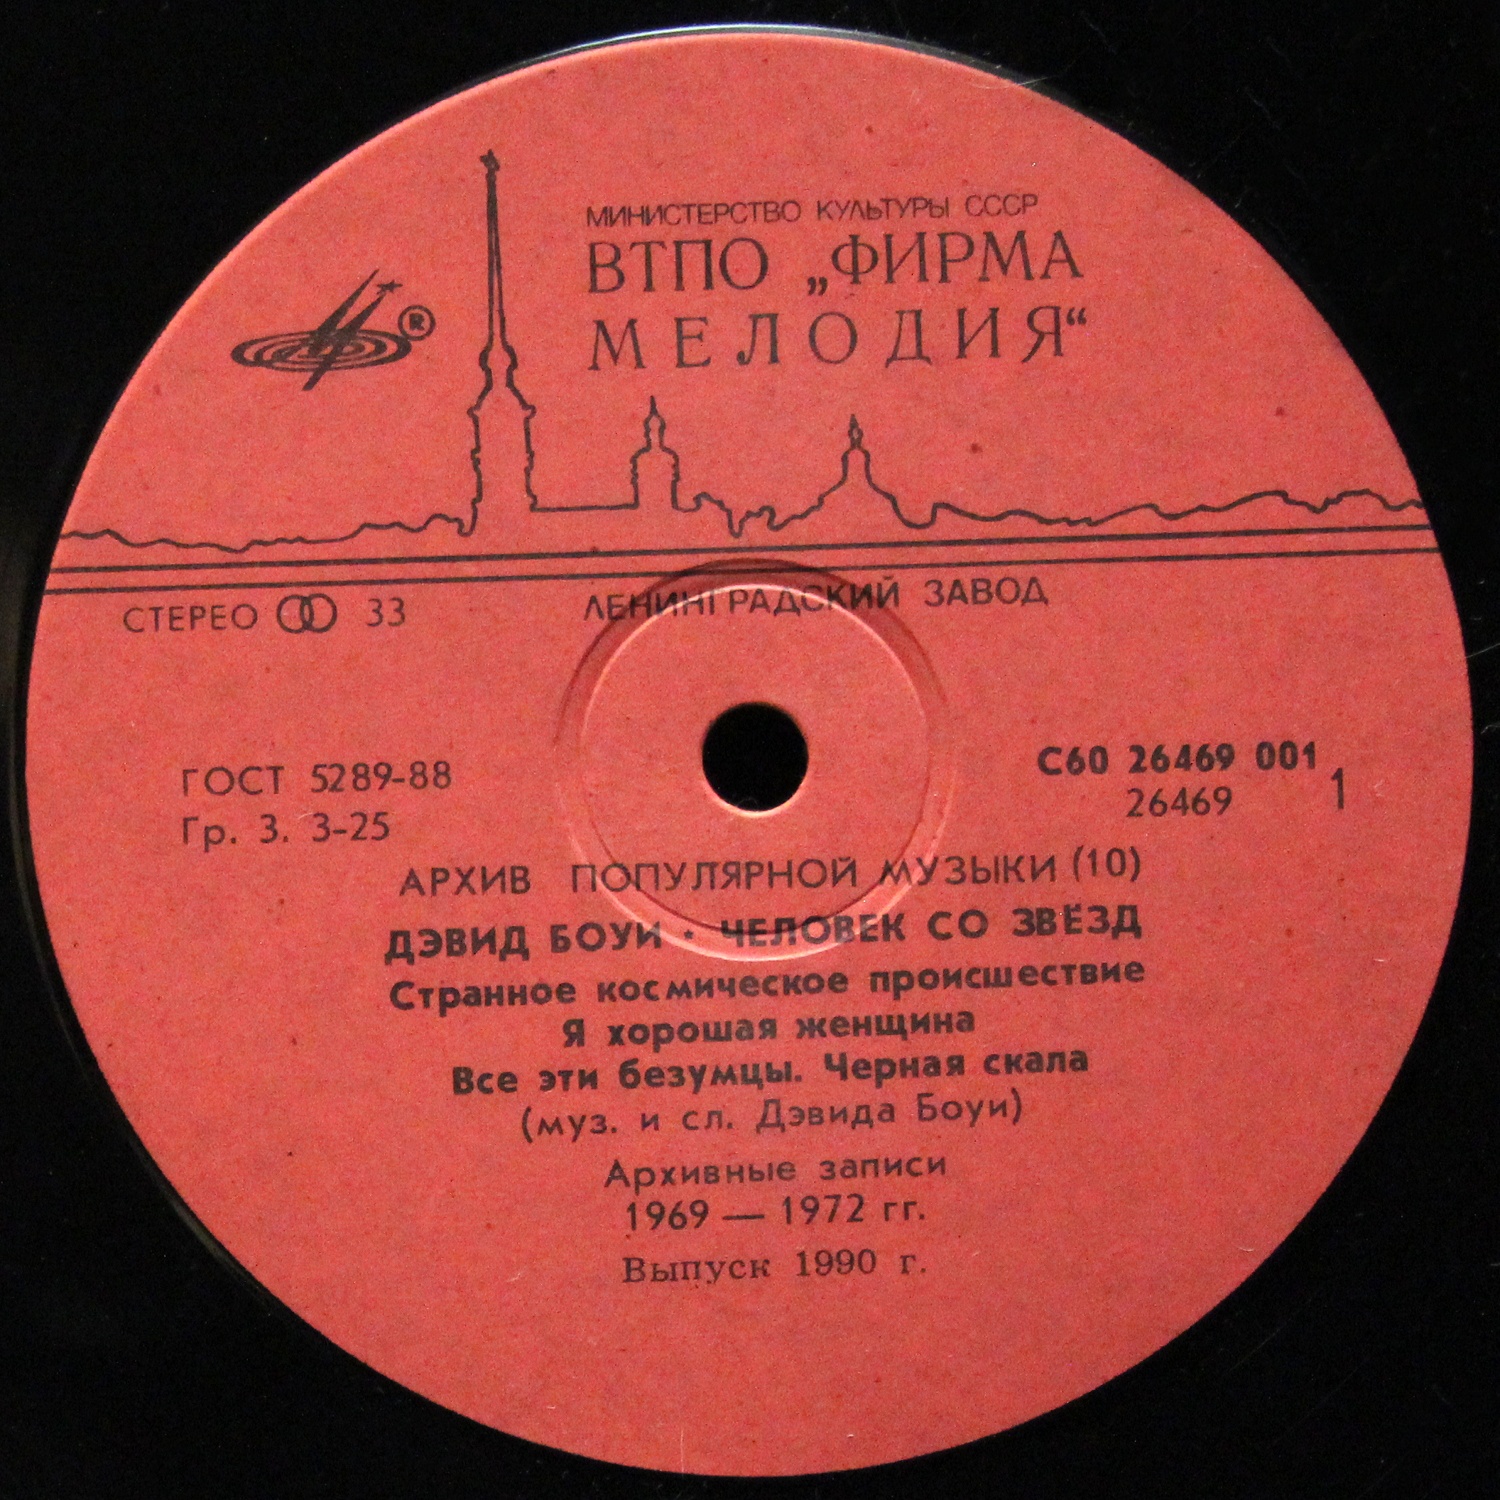 МИНИСТЕРСТВО КУЛЬТУРЫ СССР
ВТПО „ФИРМА
МЕЛОДИЯ“
®
СТЕРЕО 33
ЛЕНИНГРАДСКИЙ ЗАВОД
ГОСТ 5289-88
Гр. 3. 3-25
С60 26469 001
26469
1
АРХИВ ПОПУЛЯРНОЙ МУЗЫКИ (10)
ДЭВИД БОУИ · ЧЕЛОВЕК СО ЗВЁЗД
Странное космическое происшествие
Я хорошая женщина
Все эти безумцы. Черная скала
(муз. и сл. Дэвида Боуи)
Архивные записи
1969 — 1972 гг.
Выпуск 1990 г.